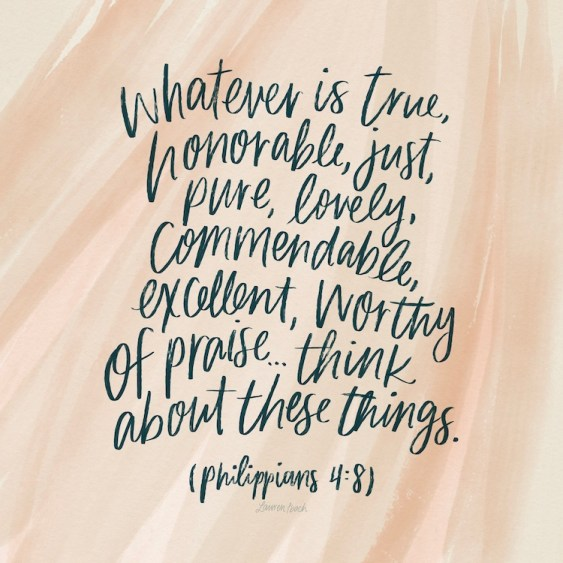 Whatever is true,
honorable, just,
pure, lovely,
commendable,
excellent, worthy
of praise... think
about these things.
(Philippians 4:8)